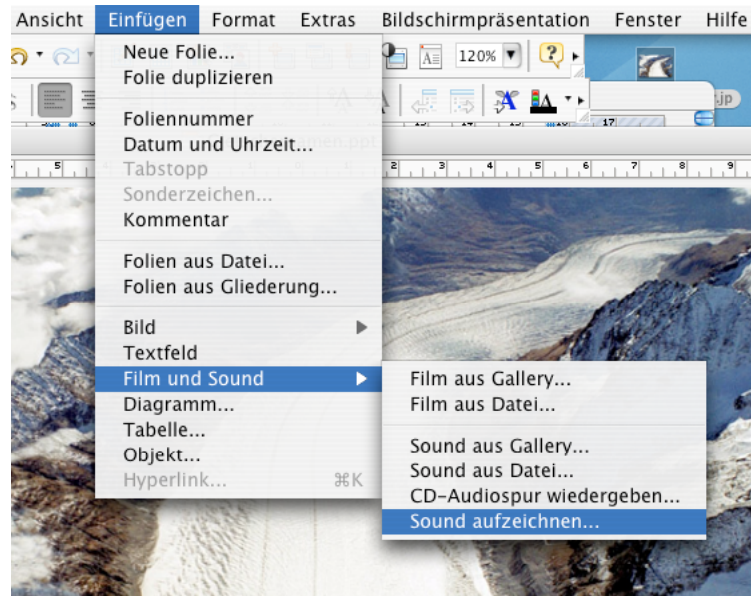 Ansicht Einfügen Format Extras Bildschirmpräsentation Fenster Hilfe
Neue Folie...
Folie duplizieren
120%
Foliennummer
Datum und Uhrzeit...
Tabstopp
Sonderzeichen...
Kommentar
Folien aus Datei...
Folien aus Gliederung...
Bild
Textfeld
Film und Sound
Diagramm...
Tabelle...
Objekt...
Hyperlink... ⌘K
Film aus Gallery...
Film aus Datei...
Sound aus Gallery...
Sound aus Datei...
CD-Audiospur wiedergeben...
Sound aufzeichnen...